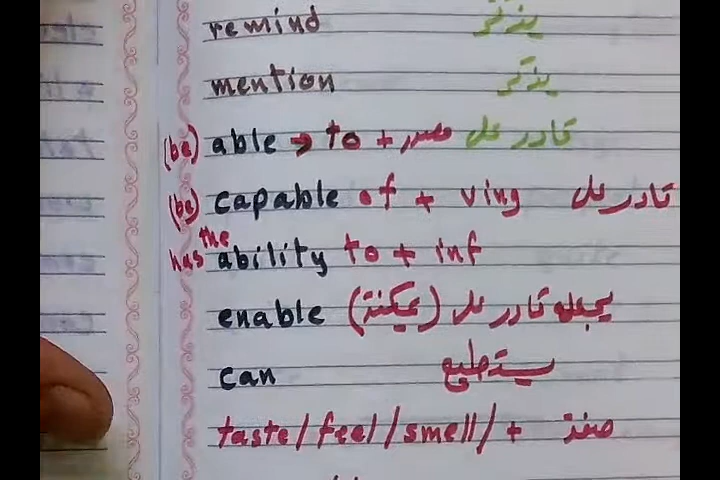 remind يذكر
mention يذكر
(be) able → to + مصدر قادر على
(be) capable of + ving قادر على
has the ability to + inf
enable يجعله قادر على (يمكنة)
can يستطيع
taste/feel/smell/ + صفة